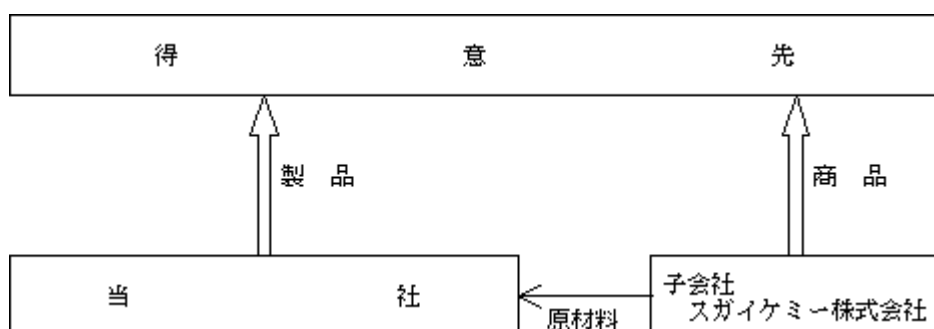 得　意　先
製　品
商　品
当　社
子会社
スガイケミー株式会社
原材料